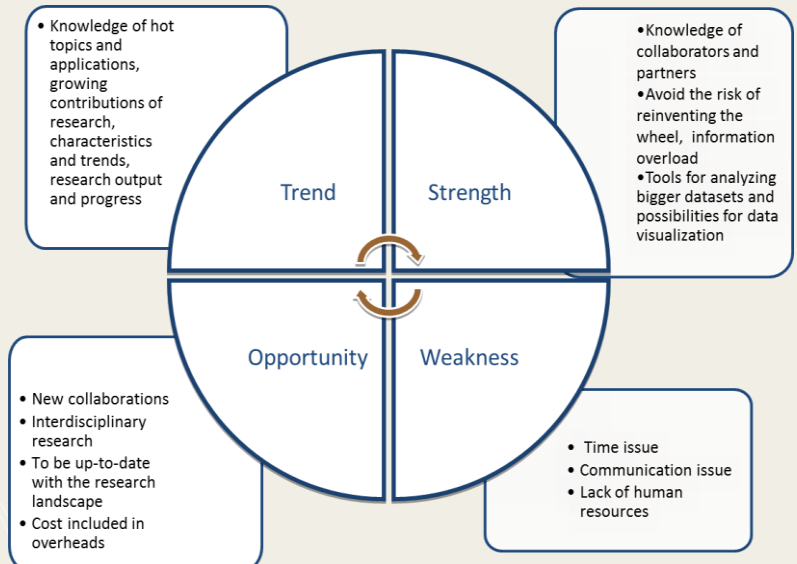 • Knowledge of hot
topics and
applications,
growing
contributions of
research,
characteristics
and trends,
research output
and progress
•Knowledge of
collaborators and
partners
•Avoid the risk of
reinventing the
wheel, information
overload
•Tools for analyzing
bigger datasets and
possibilities for data
visualization
Trend
Strength
Opportunity
Weakness
• New collaborations
• Interdisciplinary
research
• To be up-to-date
with the research
landscape
• Cost included in
overheads
• Time issue
• Communication issue
• Lack of human
resources